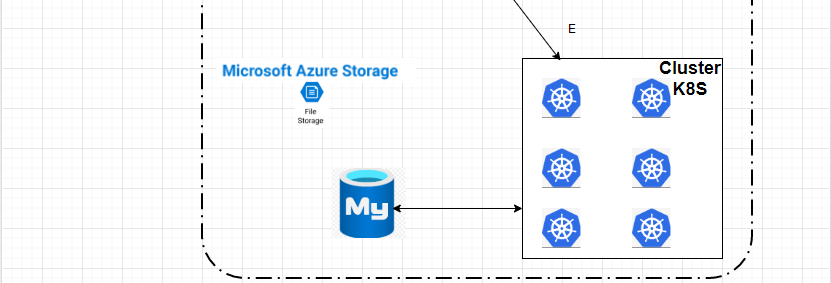 E
Microsoft Azure Storage
Cluster
K8S
File
Storage
My